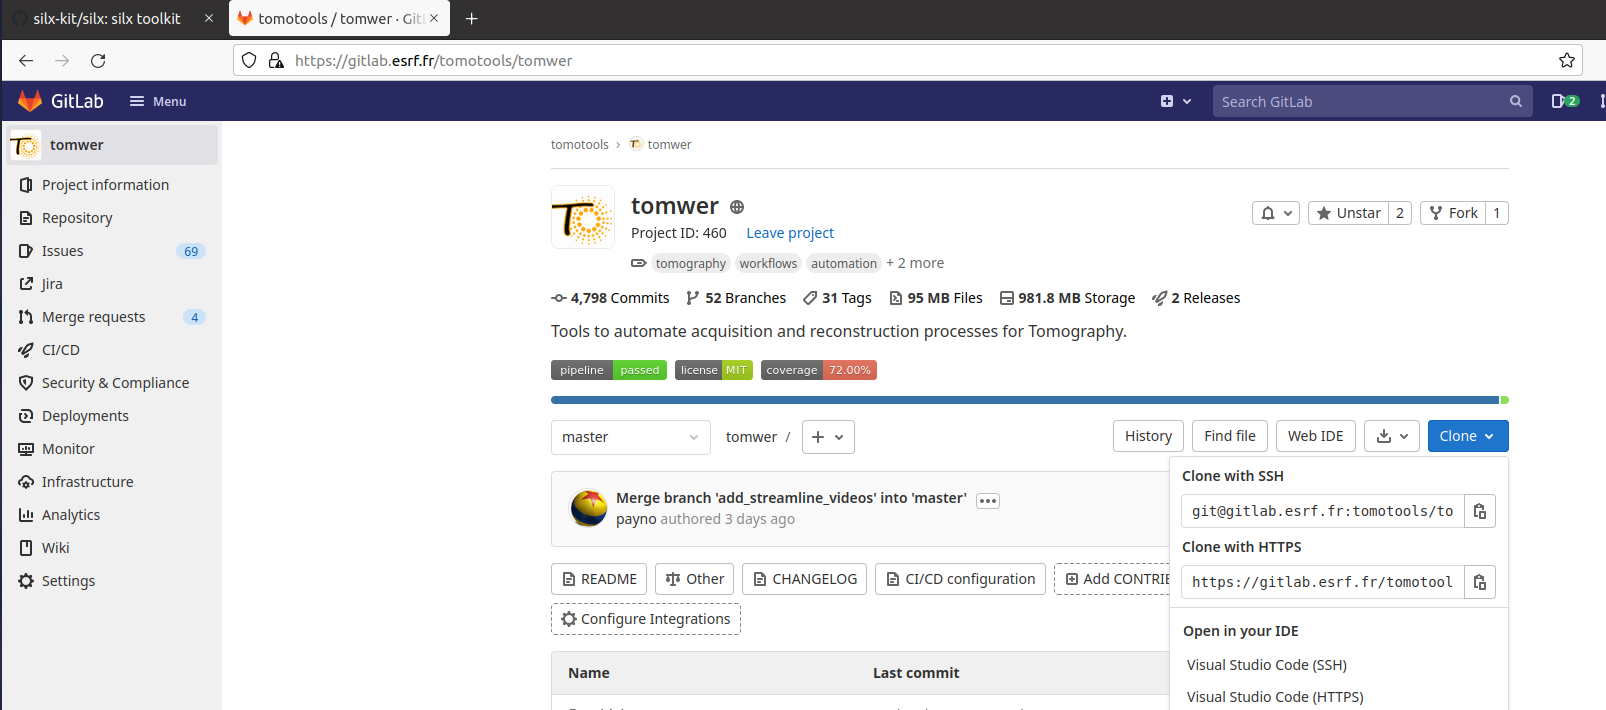 silx-kit/silx: silx toolkit
tomotools / tomwer · Git
https://gitlab.esrf.fr/tomotools/tomwer
GitLab
Menu
Search GitLab
2
tomwer
Project information
Repository
Issues 69
Jira
Merge requests 4
CI/CD
Security & Compliance
Deployments
Monitor
Infrastructure
Analytics
Wiki
Settings
tomotools › tomwer
tomwer
Project ID: 460 Leave project
Unstar 2
Fork 1
tomography workflows automation + 2 more
4,798 Commits 52 Branches 31 Tags 95 MB Files 981.8 MB Storage 2 Releases
Tools to automate acquisition and reconstruction processes for Tomography.
pipeline passed license MIT coverage 72.00%
master tomwer / +
History Find file Web IDE Clone
Merge branch 'add_streamline_videos' into 'master'
payno authored 3 days ago
README Other CHANGELOG CI/CD configuration Add CONTRIE
Configure Integrations
Name Last commit
Clone with SSH
git@gitlab.esrf.fr:tomotools/to
Clone with HTTPS
https://gitlab.esrf.fr/tomotool
Open in your IDE
Visual Studio Code (SSH)
Visual Studio Code (HTTPS)